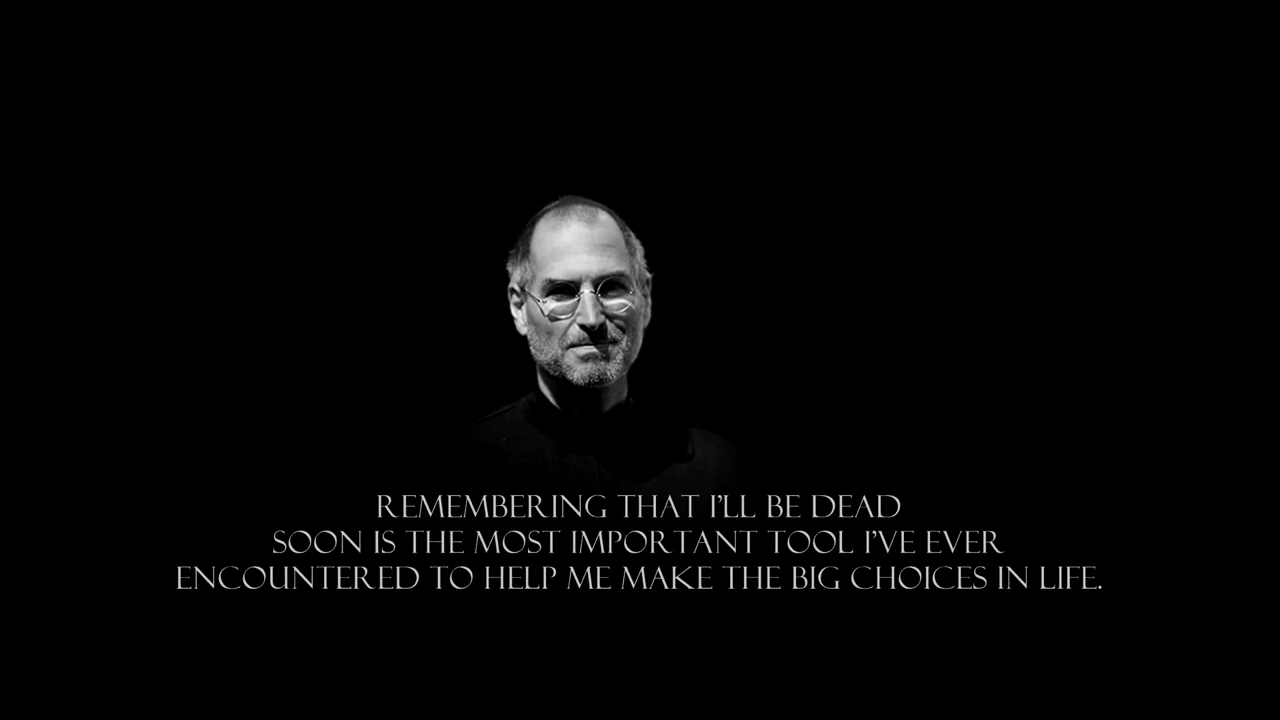 REMEMBERING THAT I'LL BE DEAD
SOON IS THE MOST IMPORTANT TOOL I'VE EVER
ENCOUNTERED TO HELP ME MAKE THE BIG CHOICES IN LIFE.